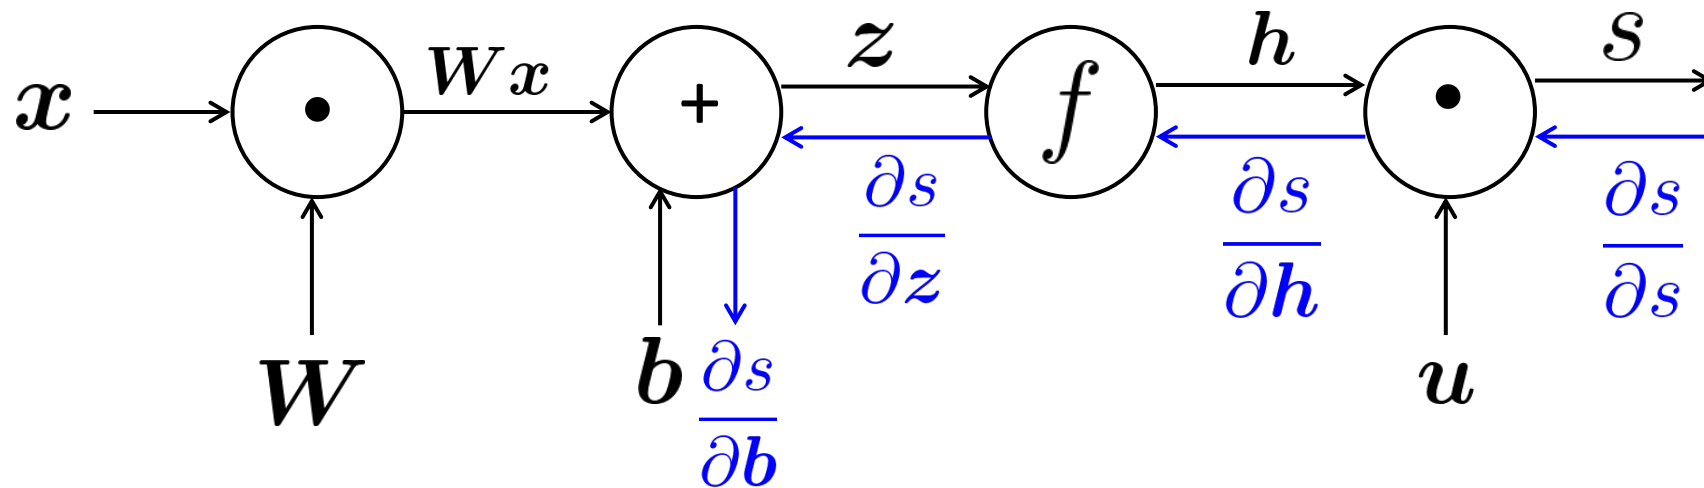 x • Wx + z f h • s
∂s/∂z ∂s/∂h ∂s/∂s
W b ∂s/∂b u